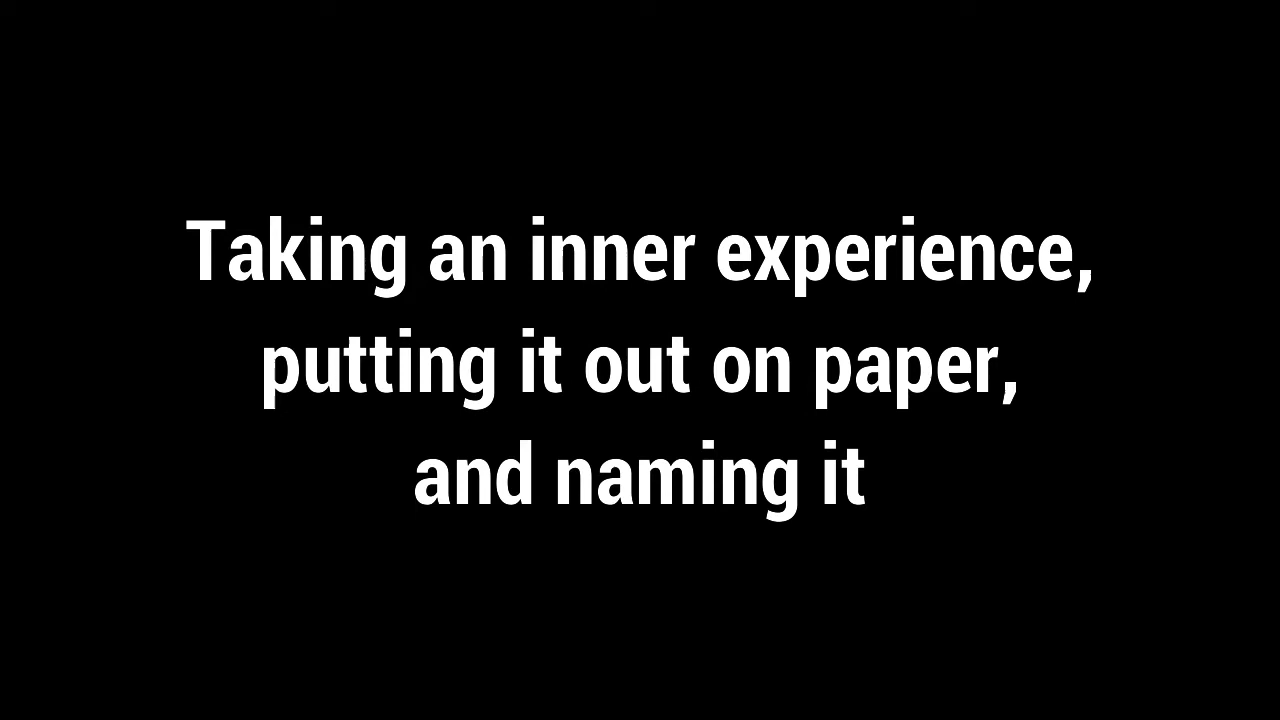 Taking an inner experience,
putting it out on paper,
and naming it